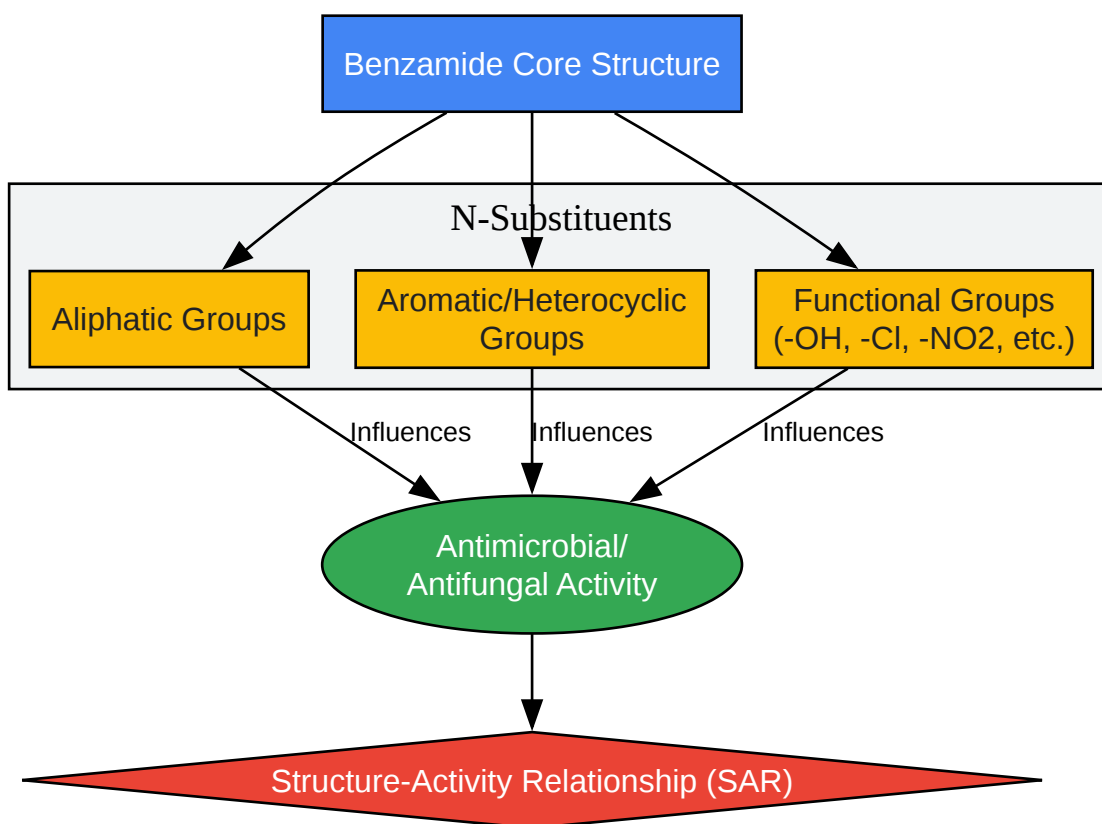 Benzamide Core Structure
N-Substituents
Aliphatic Groups
Aromatic/Heterocyclic
Groups
Functional Groups
(-OH, -Cl, -NO2, etc.)
Influences
Influences
Influences
Antimicrobial/
Antifungal Activity
Structure-Activity Relationship (SAR)